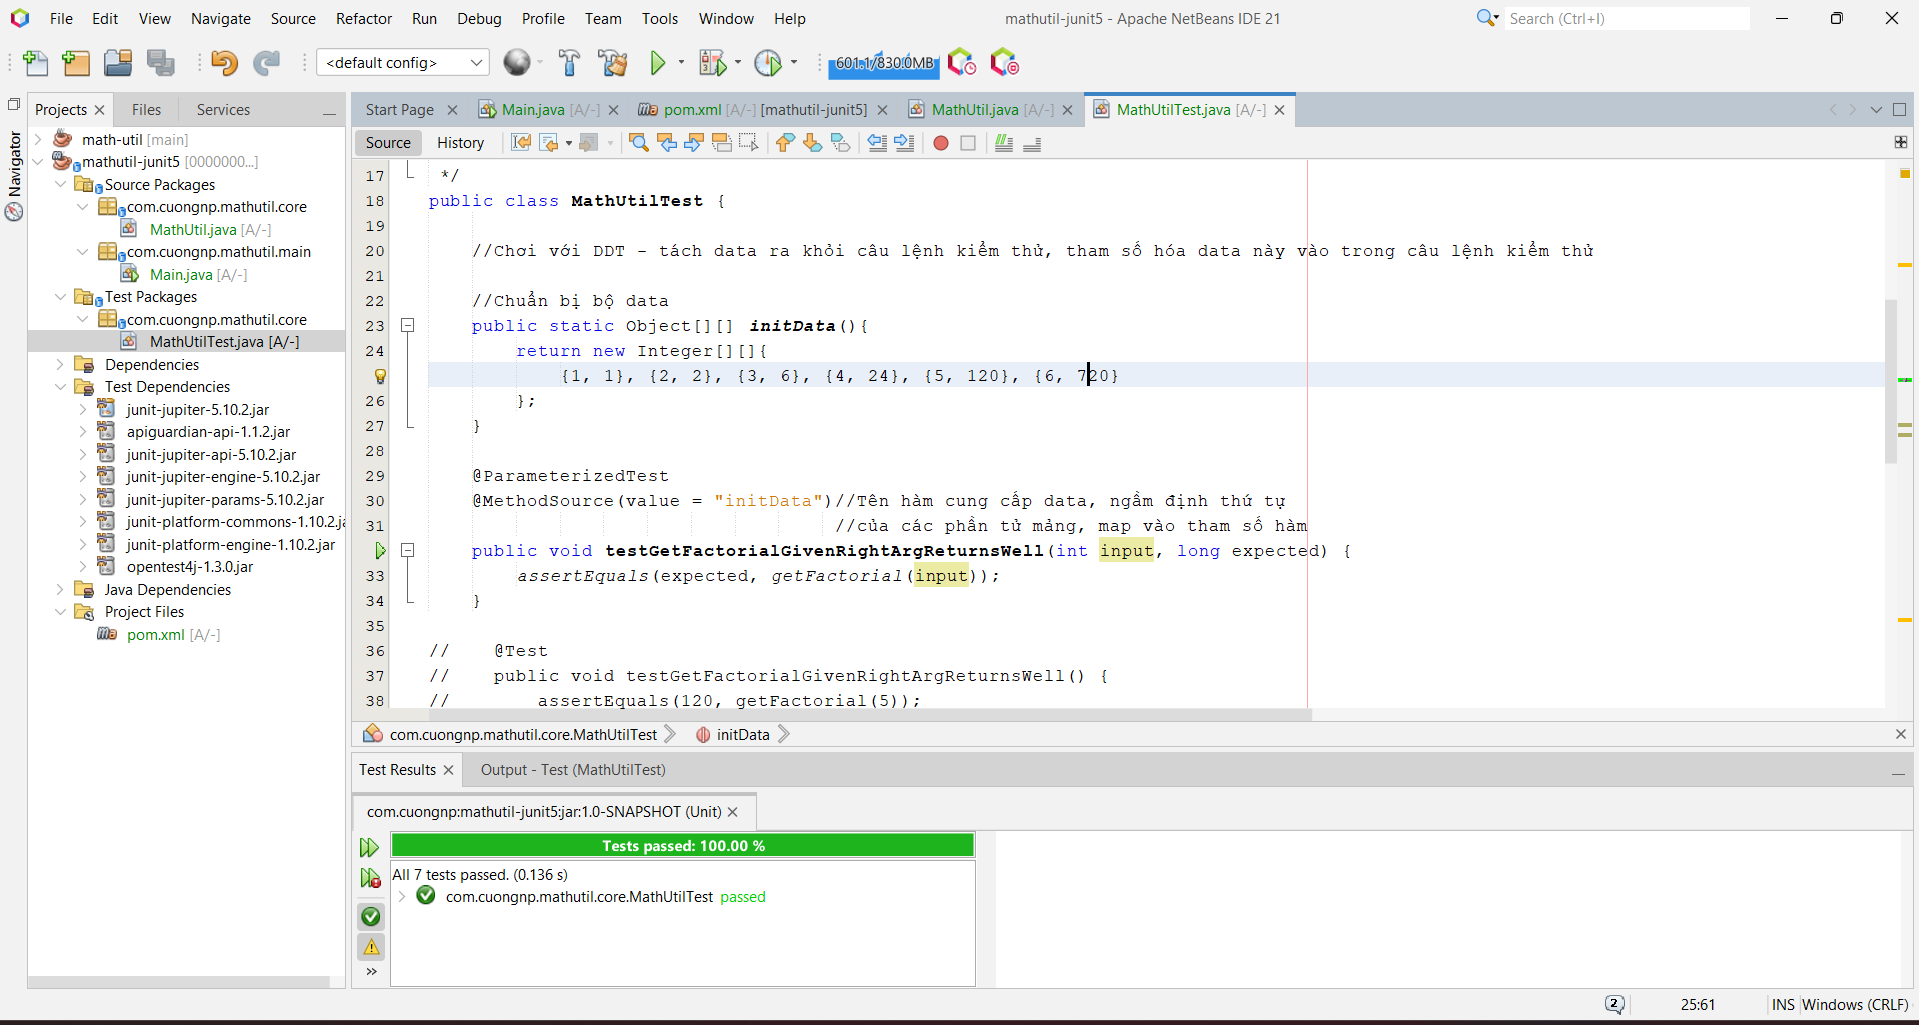 File Edit View Navigate Source Refactor Run Debug Profile Team Tools Window Help mathutil-junit5 - Apache NetBeans IDE 21 Search (Ctrl+I)
<default config> 601.1/830.0MB
Projects Files Services
Start Page Main.java [A/-] pom.xml [A/-] [mathutil-junit5] MathUtil.java [A/-] MathUtilTest.java [A/-]
Source History
Navigator
math-util [main]
mathutil-junit5 [0000000...]
Source Packages
com.cuongnp.mathutil.core
MathUtil.java [A/-]
com.cuongnp.mathutil.main
Main.java [A/-]
Test Packages
com.cuongnp.mathutil.core
MathUtilTest.java [A/-]
Dependencies
Test Dependencies
junit-jupiter-5.10.2.jar
apiguardian-api-1.1.2.jar
junit-jupiter-api-5.10.2.jar
junit-jupiter-engine-5.10.2.jar
junit-jupiter-params-5.10.2.jar
junit-platform-commons-1.10.2.ja
junit-platform-engine-1.10.2.jar
opentest4j-1.3.0.jar
Java Dependencies
Project Files
pom.xml [A/-]
17 */
18 public class MathUtilTest {
19
20 //Chơi với DDT - tách data ra khỏi câu lệnh kiểm thử, tham số hóa data này vào trong câu lệnh kiểm thử
21
22 //Chuẩn bị bộ data
23 public static Object[][] initData(){
24 return new Integer[][]{
{1, 1}, {2, 2}, {3, 6}, {4, 24}, {5, 120}, {6, 720}
26 };
27 }
28
29 @ParameterizedTest
30 @MethodSource(value = "initData")//Tên hàm cung cấp data, ngầm định thứ tự
31 //của các phần tử mảng, map vào tham số hàm
public void testGetFactorialGivenRightArgReturnsWell(int input, long expected) {
33 assertEquals(expected, getFactorial(input));
34 }
35
36 // @Test
37 // public void testGetFactorialGivenRightArgReturnsWell() {
38 // assertEquals(120, getFactorial(5));
com.cuongnp.mathutil.core.MathUtilTest initData
Test Results Output - Test (MathUtilTest)
com.cuongnp:mathutil-junit5:jar:1.0-SNAPSHOT (Unit)
Tests passed: 100.00 %
All 7 tests passed. (0.136 s)
com.cuongnp.mathutil.core.MathUtilTest passed
2 25:61 INS Windows (CRLF)